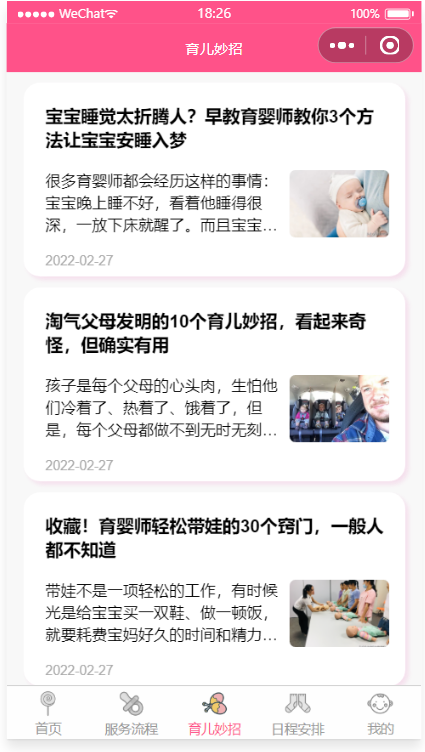 WeChat 18:26 100%
育儿妙招
宝宝睡觉太折腾人？早教育婴师教你3个方
法让宝宝安睡入梦
很多育婴师都会经历这样的事情：
宝宝晚上睡不好，看着他睡得很
深，一放下床就醒了。而且宝宝…
2022-02-27
淘气父母发明的10个育儿妙招，看起来奇
怪，但确实有用
孩子是每个父母的心头肉，生怕他
们冷着了、热着了、饿着了，但
是，每个父母都做不到无时无刻…
2022-02-27
收藏！育婴师轻松带娃的30个窍门，一般人
都不知道
带娃不是一项轻松的工作，有时候
光是给宝宝买一双鞋、做一顿饭，
就要耗费宝妈好久的时间和精力…
2022-02-27
首页 服务流程 育儿妙招 日程安排 我的